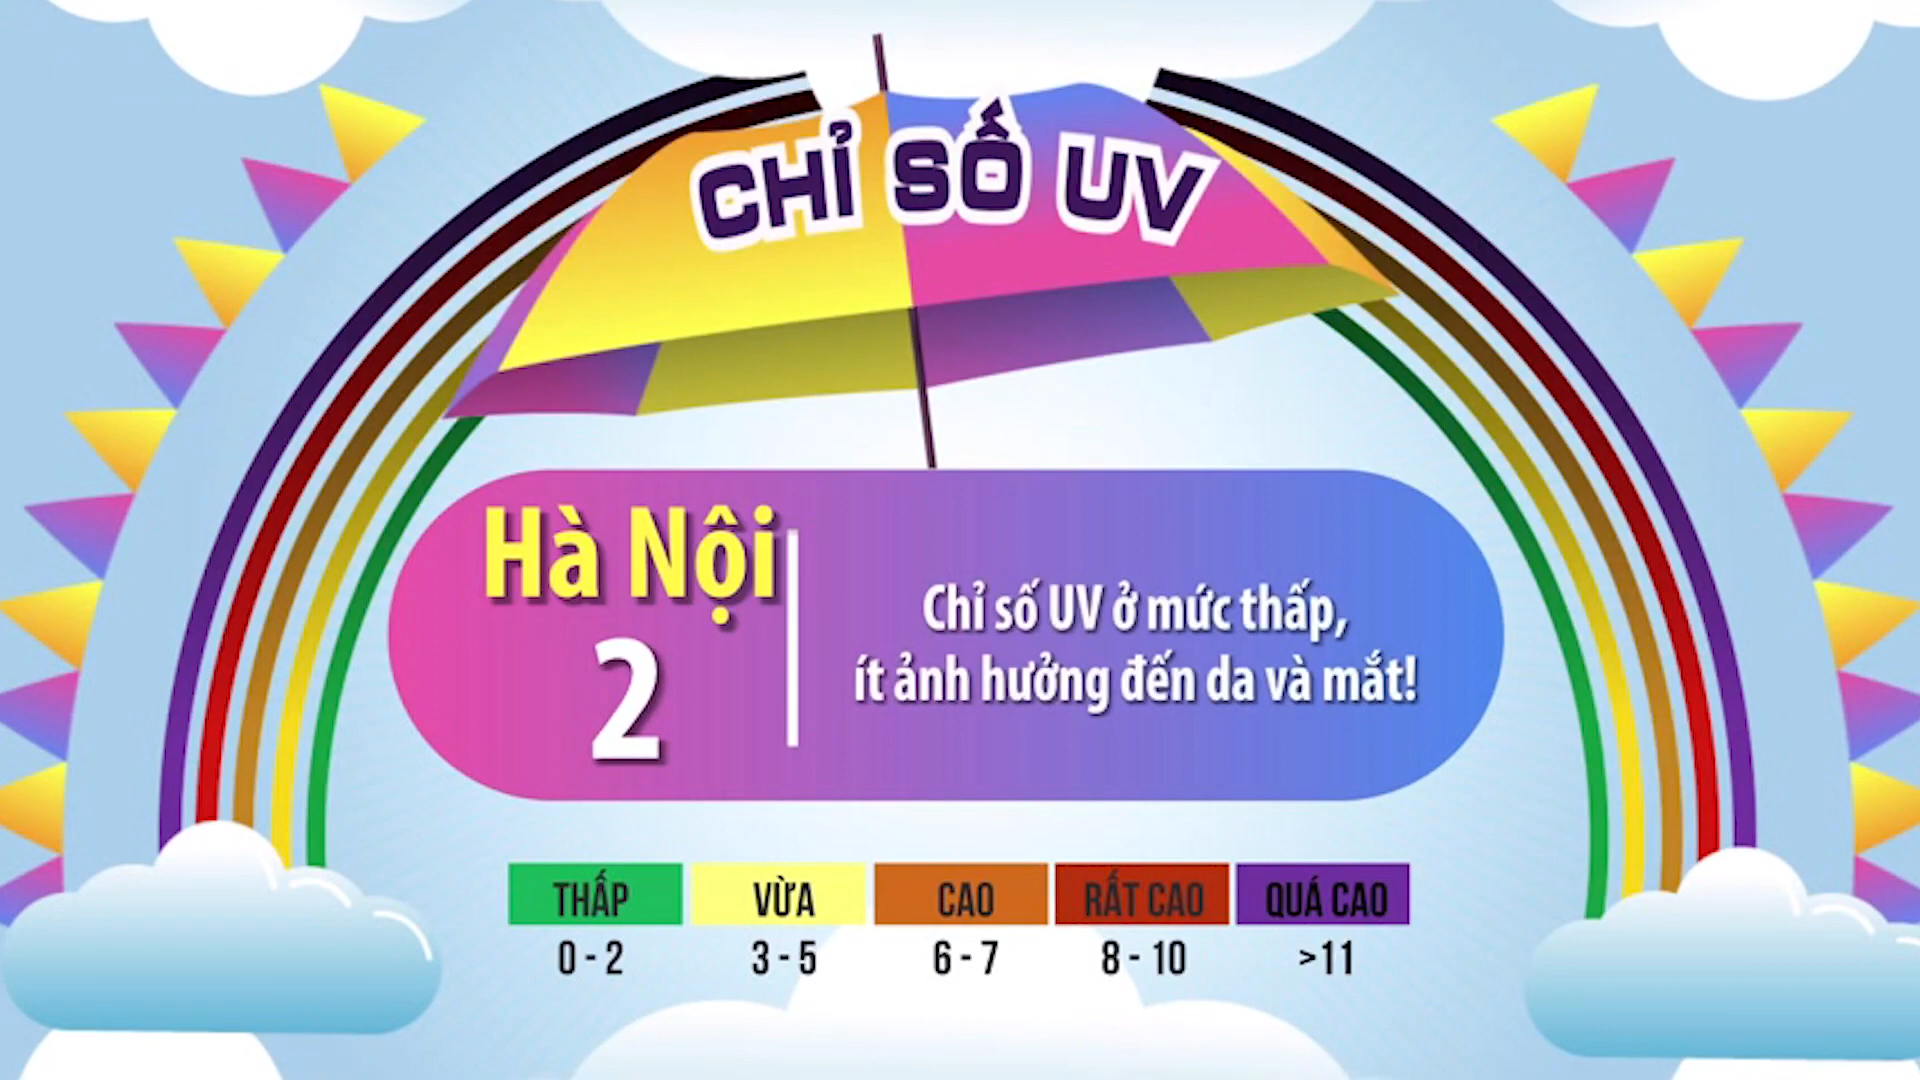 CHỈ SỐ UV
Hà Nội
2
Chỉ số UV ở mức thấp,
ít ảnh hưởng đến da và mắt!
THẤP VỪA CAO RẤT CAO QUÁ CAO
0 - 2 3 - 5 6 - 7 8 - 10 >11